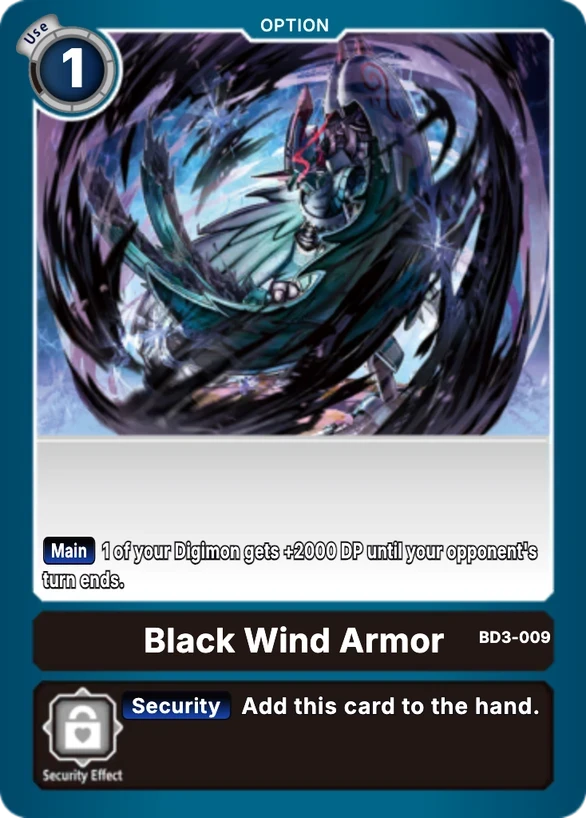 OPTION
Use
1
Main 1 of your Digimon gets +2000 DP until your opponent's
turn ends.
Black Wind Armor BD3-009
Security Add this card to the hand.
Security Effect